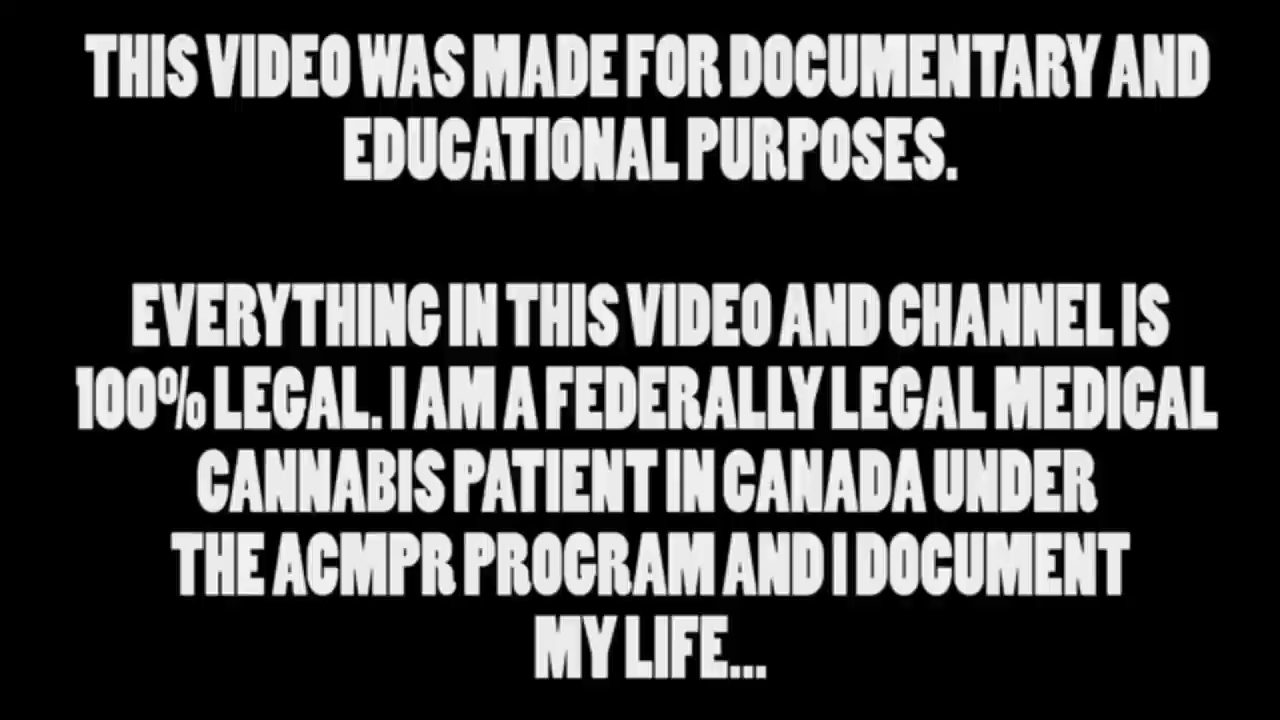 THIS VIDEO WAS MADE FOR DOCUMENTARY AND
EDUCATIONAL PURPOSES.
EVERYTHING IN THIS VIDEO AND CHANNEL IS
100% LEGAL. I AM A FEDERALLY LEGAL MEDICAL
CANNABIS PATIENT IN CANADA UNDER
THE ACMPR PROGRAM AND I DOCUMENT
MY LIFE...